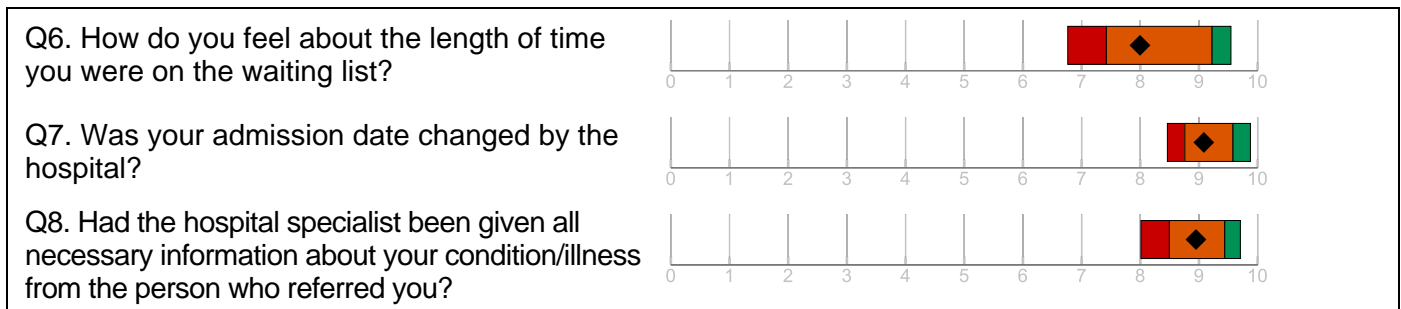 Q6. How do you feel about the length of time
you were on the waiting list?
0 1 2 3 4 5 6 7 8 9 10
Q7. Was your admission date changed by the
hospital?
0 1 2 3 4 5 6 7 8 9 10
Q8. Had the hospital specialist been given all
necessary information about your condition/illness
from the person who referred you?
0 1 2 3 4 5 6 7 8 9 10